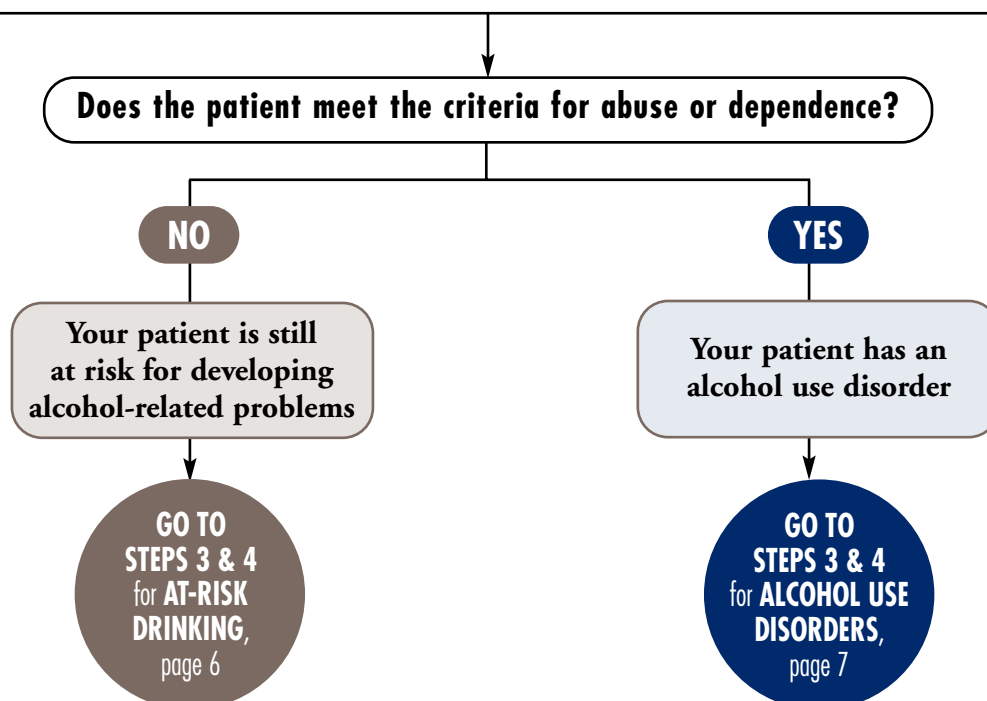 Does the patient meet the criteria for abuse or dependence?
NO
YES
Your patient is still
at risk for developing
alcohol-related problems
Your patient has an
alcohol use disorder
GO TO
STEPS 3 & 4
for AT-RISK
DRINKING,
page 6
GO TO
STEPS 3 & 4
for ALCOHOL USE
DISORDERS,
page 7